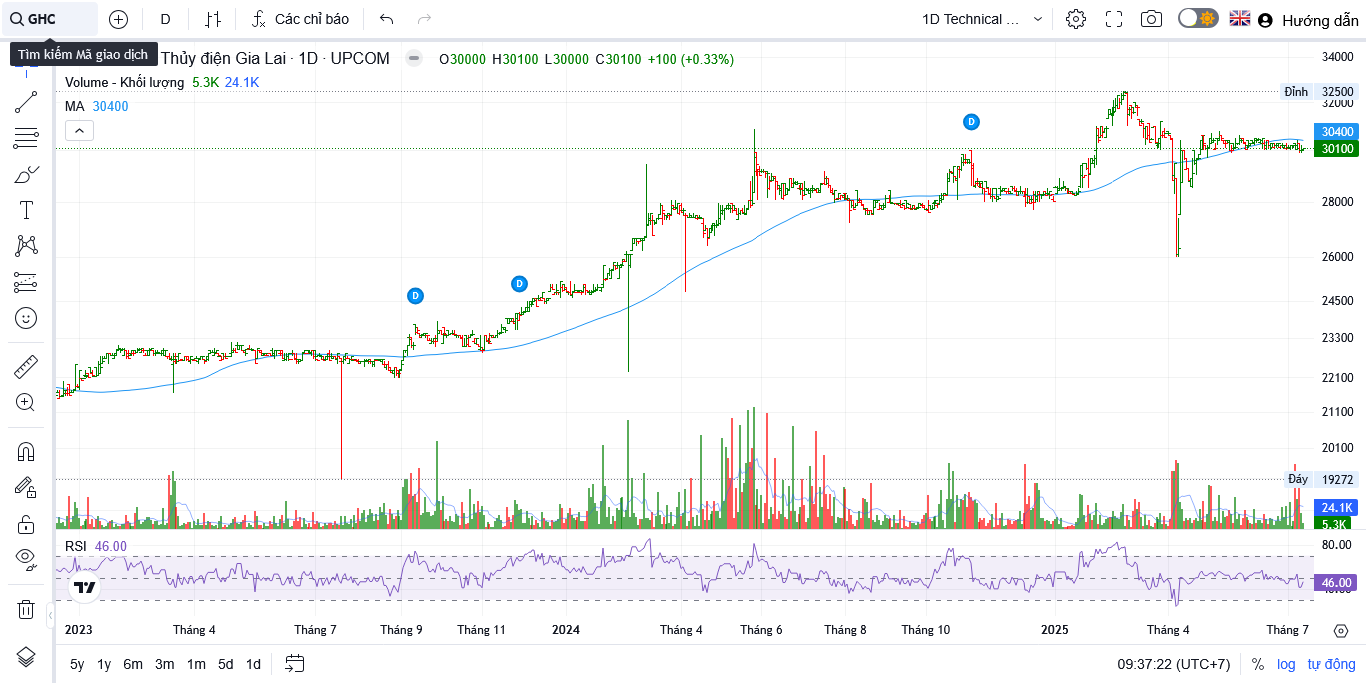 GHC
D
Các chỉ báo
1D Technical ...
Hướng dẫn
Tìm kiếm Mã giao dịch
Thủy điện Gia Lai · 1D · UPCOM
O30000 H30100 L30000 C30100 +100 (+0.33%)
Volume - Khối lượng 5.3K 24.1K
MA 30400
34000
Đỉnh 32500
32000
30400
30100
28000
26000
24500
23300
22100
21100
20100
Đáy 19272
24.1K
5.3K
D
D
D
RSI 46.00
80.00
46.00
2023
Tháng 4
Tháng 7
Tháng 9
Tháng 11
2024
Tháng 4
Tháng 6
Tháng 8
Tháng 10
2025
Tháng 4
Tháng 7
5y 1y 6m 3m 1m 5d 1d
09:37:22 (UTC+7)
% log tự động